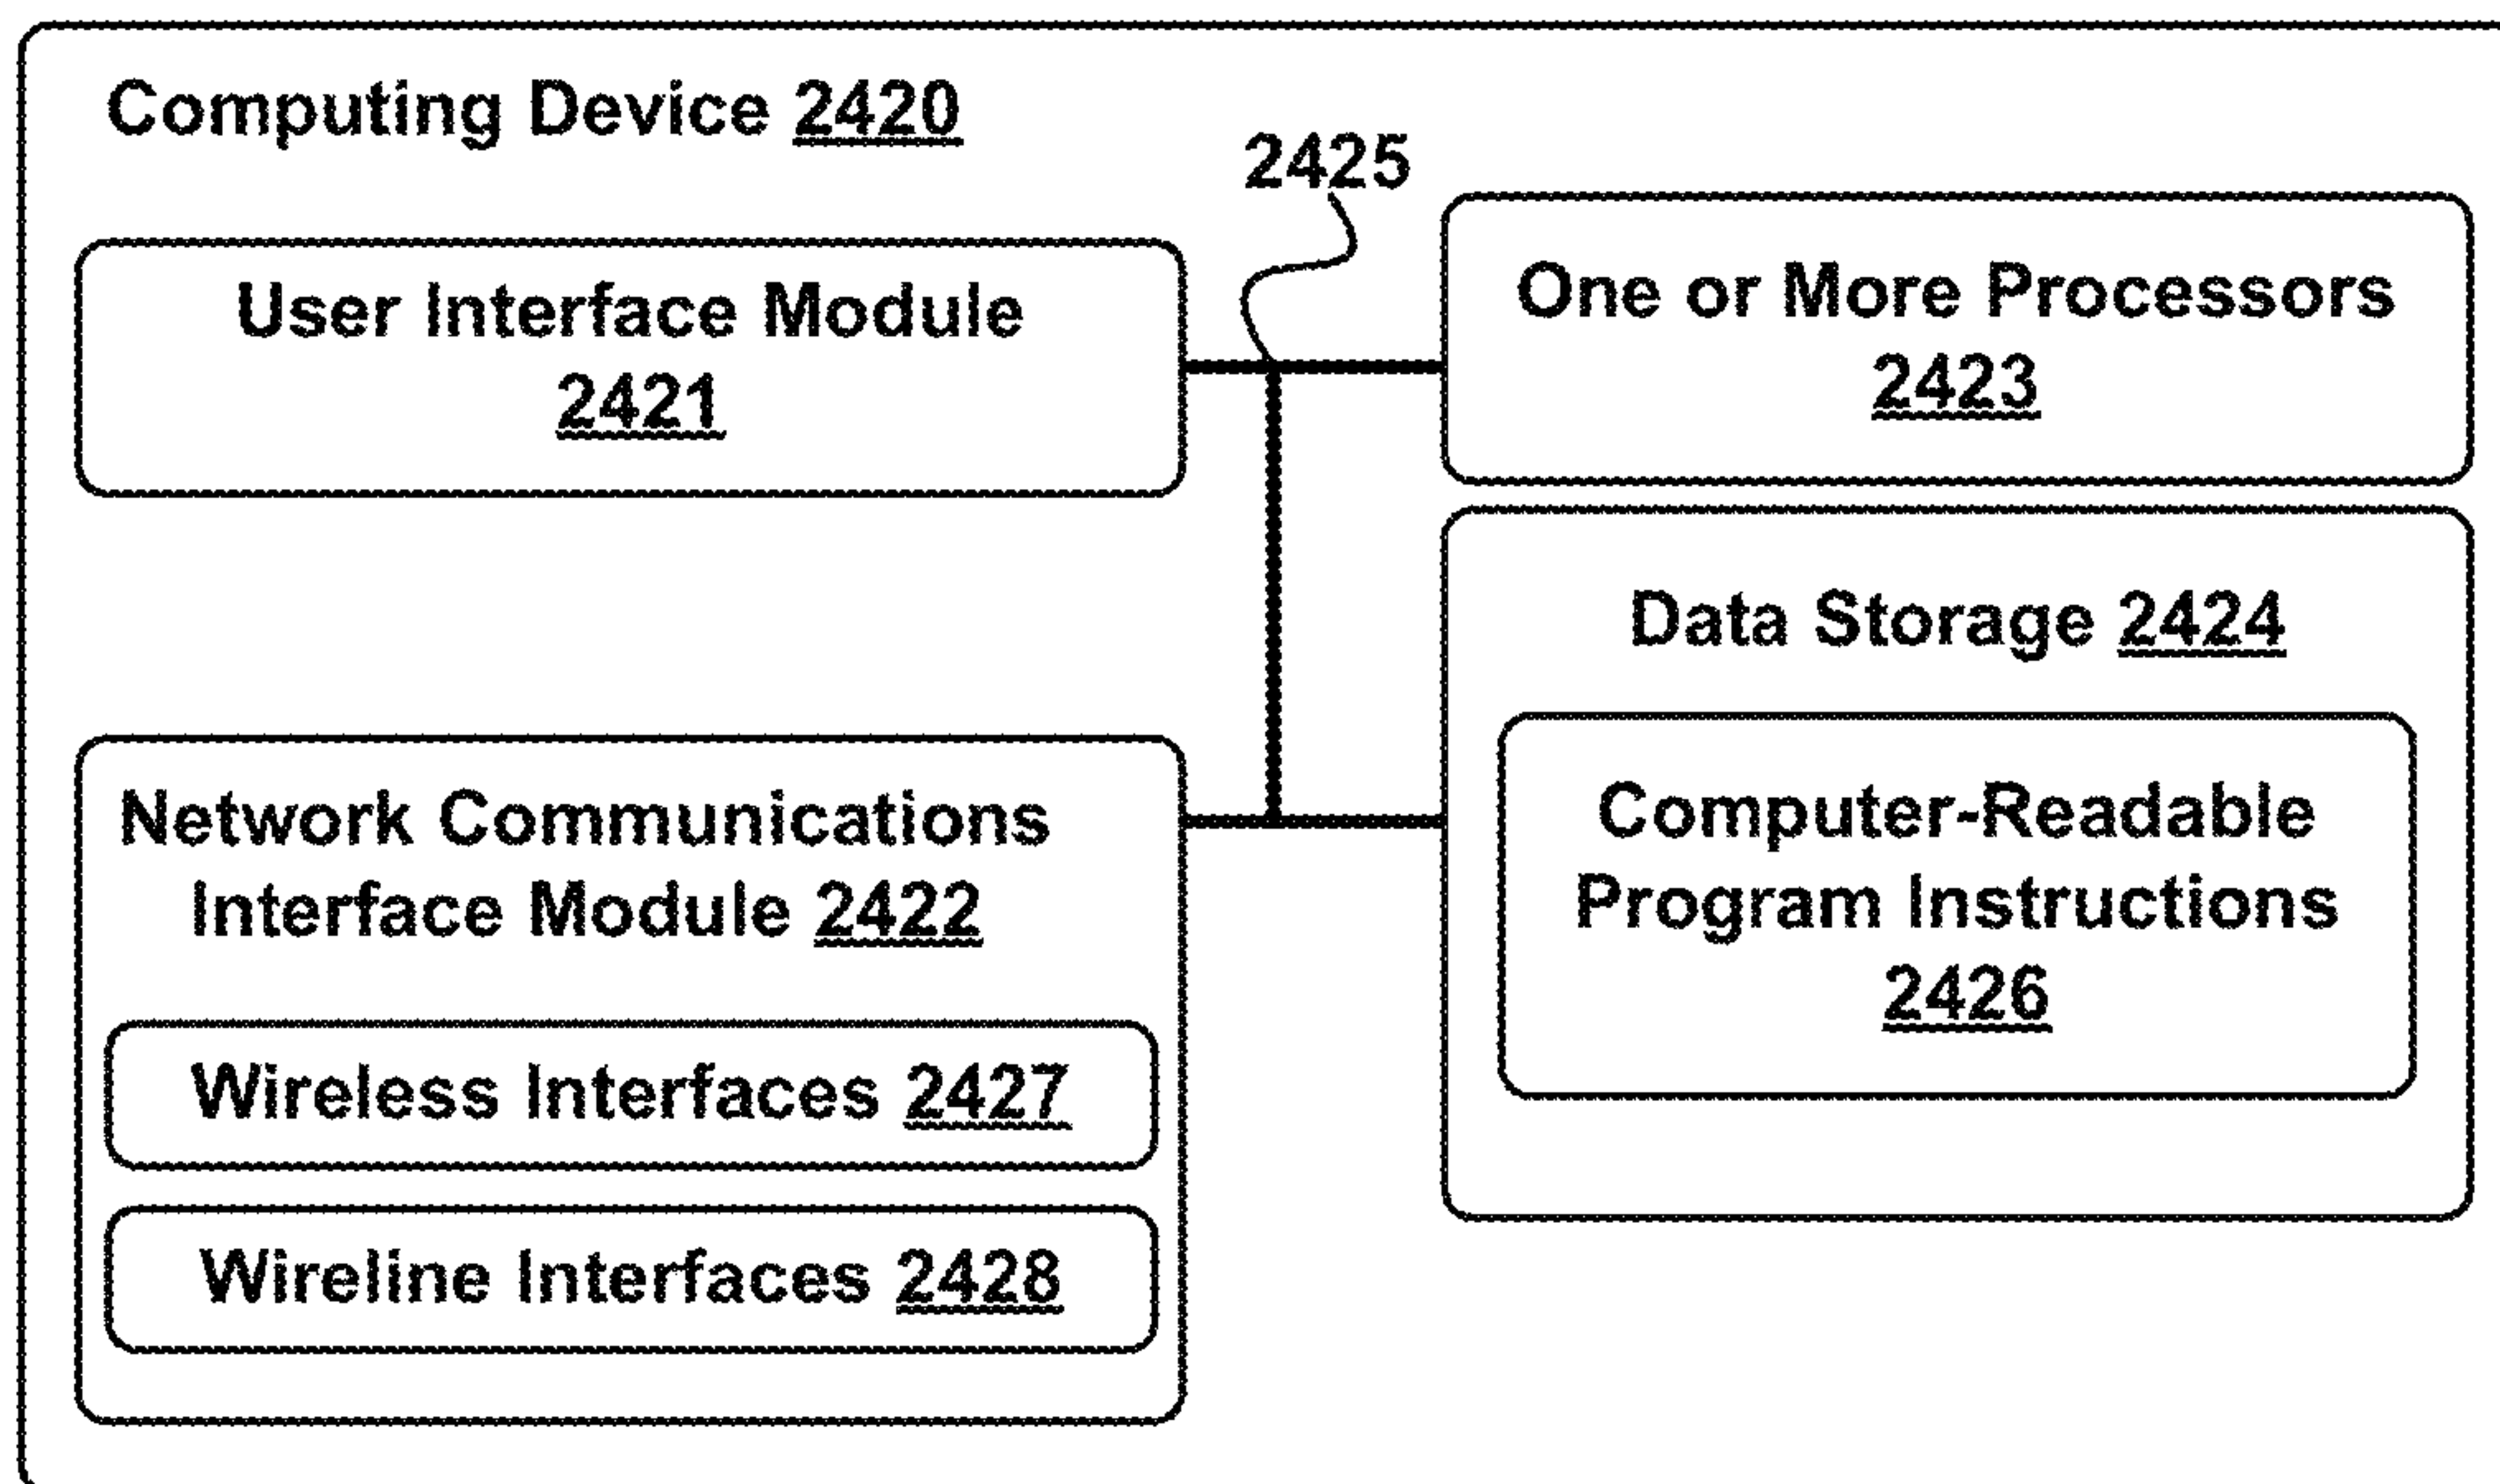 Computing Device 2420
2425
User Interface Module
2421
One or More Processors
2423
Data Storage 2424
Computer-Readable
Program Instructions
2426
Network Communications
Interface Module 2422
Wireless Interfaces 2427
Wireline Interfaces 2428